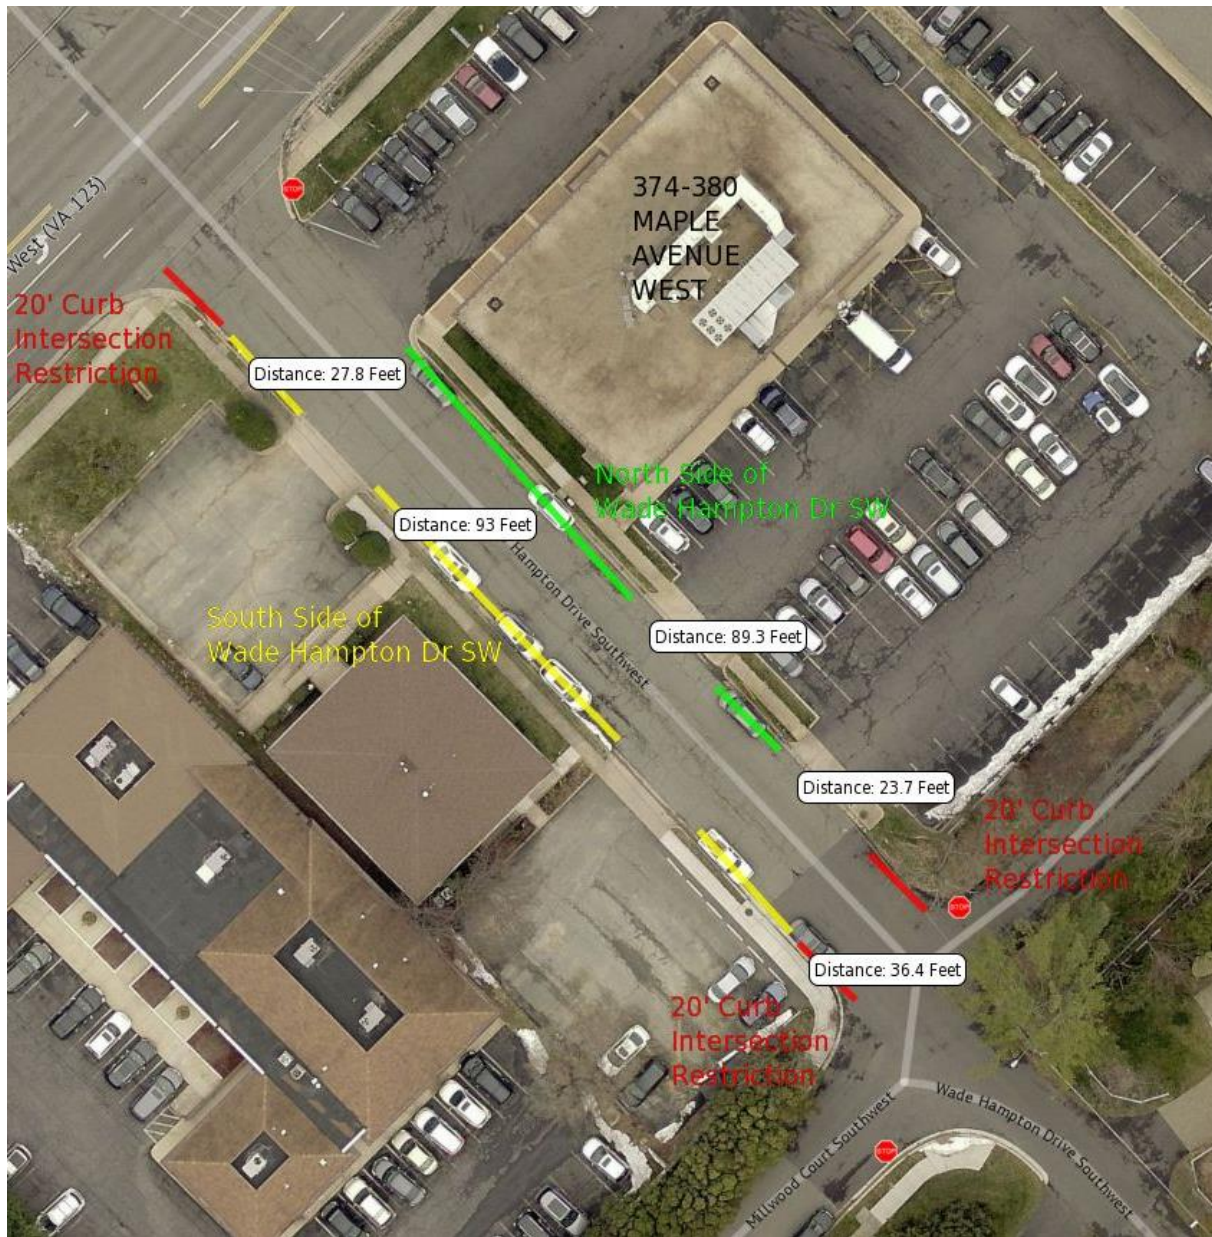 STOP
374-380
MAPLE
AVENUE
WEST
West (VA 123)
20' Curb
Intersection
Restriction
Distance: 27.8 Feet
North Side of
Wade Hampton Dr SW
Distance: 93 Feet
Hampton Drive Southwest
South Side of
Wade Hampton Dr SW
Distance: 89.3 Feet
Distance: 23.7 Feet
20' Curb
Intersection
Restriction
STOP
Distance: 36.4 Feet
20' Curb
Intersection
Restriction
Millwood Court Southwest
Wade Hampton Drive Southwest
STOP